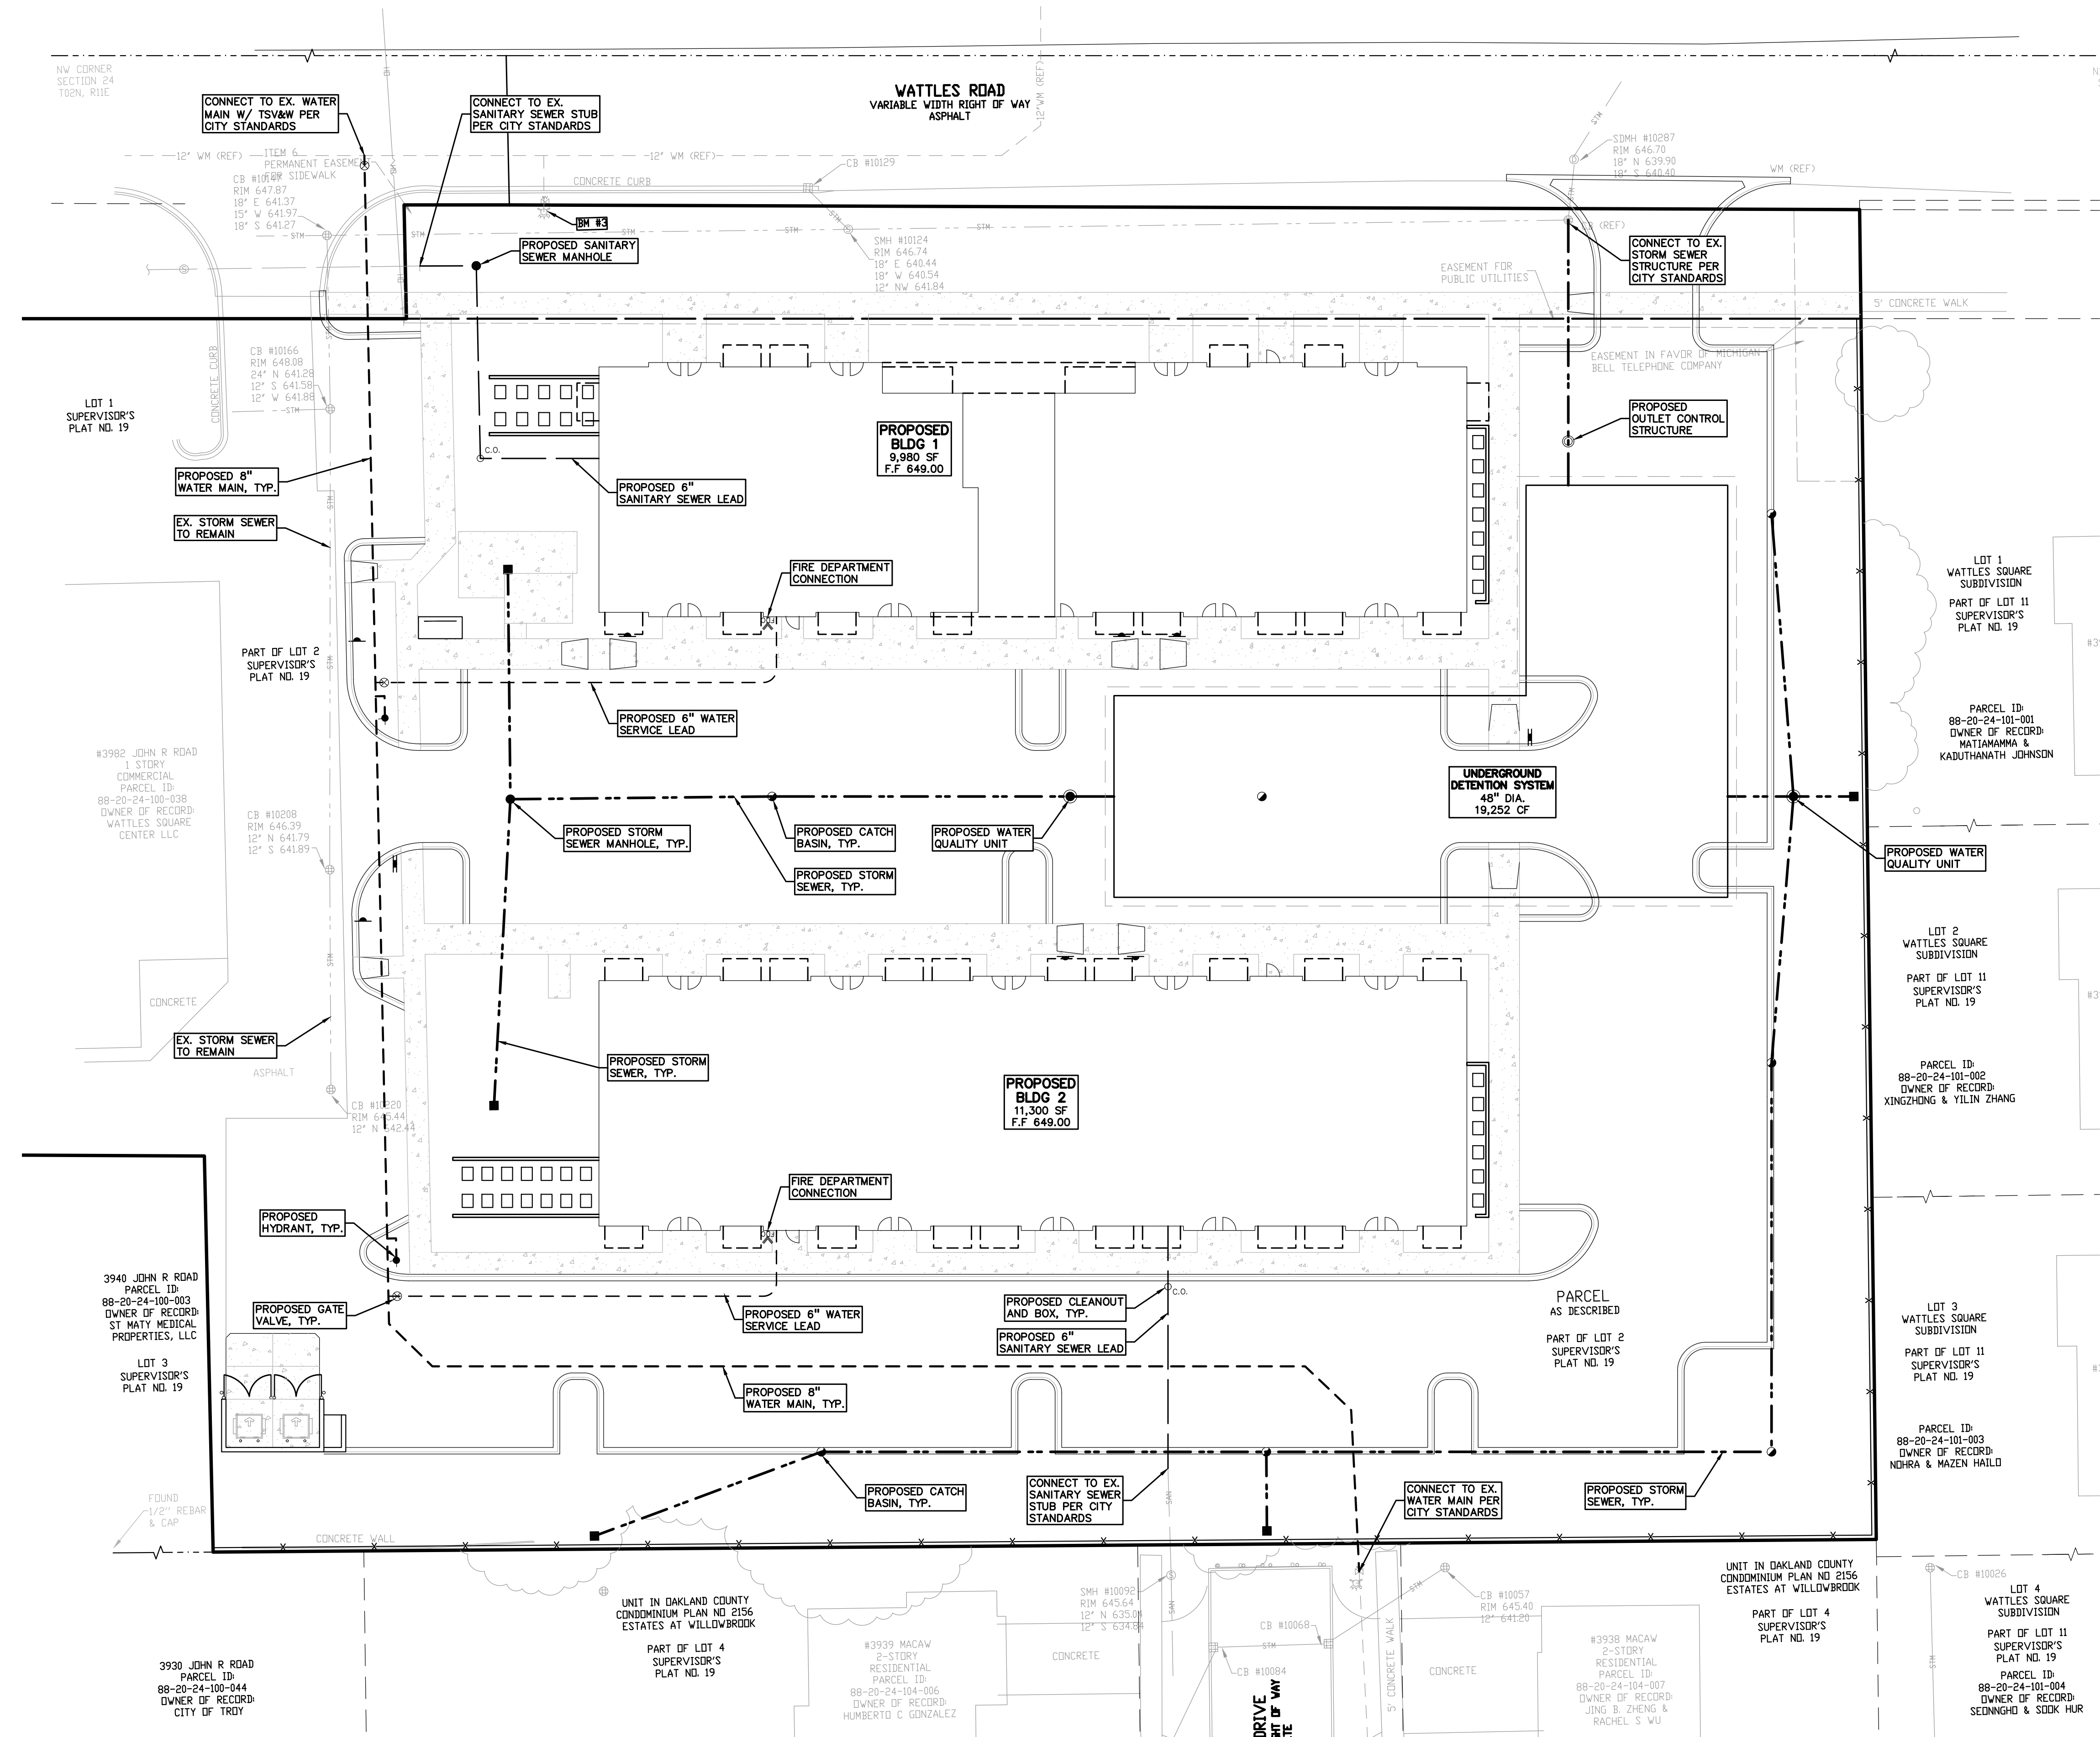 NW CORNER
SECTION 24
T02N, R11E
CONNECT TO EX. WATER
MAIN W/ TSV&W PER
CITY STANDARDS
CONNECT TO EX.
SANITARY SEWER STUB
PER CITY STANDARDS
WATTLES ROAD
VARIABLE WIDTH RIGHT OF WAY
ASPHALT
12" WM (REF)
12" WM (REF)
12" WM (REF)
ITEM 6
PERMANENT EASEMENT
FOR SIDEWALK
CB #10147
RIM 647.87
18" E 641.37
15" W 641.97
18" S 641.27
CONCRETE CURB
CB #10129
SDMH #10287
RIM 646.70
18" N 639.90
18" S 640.40
WM (REF)
BM #3
PROPOSED SANITARY
SEWER MANHOLE
SMH #10124
RIM 646.74
18" E 640.44
18" W 640.54
12" NW 641.84
(REF)
CONNECT TO EX.
STORM SEWER
STRUCTURE PER
CITY STANDARDS
EASEMENT FOR
PUBLIC UTILITIES
5' CONCRETE WALK
CB #10166
RIM 648.08
24" N 641.28
12" S 641.58
12" W 641.88
CONCRETE CURB
EASEMENT IN FAVOR OF MICHIGAN
BELL TELEPHONE COMPANY
LOT 1
SUPERVISOR'S
PLAT NO. 19
PROPOSED
BLDG 1
9,980 SF
F.F 649.00
PROPOSED
OUTLET CONTROL
STRUCTURE
C.O.
PROPOSED 8"
WATER MAIN, TYP.
PROPOSED 6"
SANITARY SEWER LEAD
EX. STORM SEWER
TO REMAIN
FIRE DEPARTMENT
CONNECTION
FDC
LOT 1
WATTLES SQUARE
SUBDIVISION
PART OF LOT 11
SUPERVISOR'S
PLAT NO. 19
PART OF LOT 2
SUPERVISOR'S
PLAT NO. 19
PROPOSED 6" WATER
SERVICE LEAD
PARCEL ID:
88-20-24-101-001
OWNER OF RECORD:
MATIAMAMMA &
KADUTHANATH JOHNSON
#3982 JOHN R ROAD
1 STORY
COMMERCIAL
PARCEL ID:
88-20-24-100-038
OWNER OF RECORD:
WATTLES SQUARE
CENTER LLC
UNDERGROUND
DETENTION SYSTEM
48" DIA.
19,252 CF
CB #10208
RIM 646.39
12" N 641.79
12" S 641.89
PROPOSED STORM
SEWER MANHOLE, TYP.
PROPOSED CATCH
BASIN, TYP.
PROPOSED WATER
QUALITY UNIT
PROPOSED WATER
QUALITY UNIT
PROPOSED STORM
SEWER, TYP.
LOT 2
WATTLES SQUARE
SUBDIVISION
PART OF LOT 11
SUPERVISOR'S
PLAT NO. 19
CONCRETE
EX. STORM SEWER
TO REMAIN
ASPHALT
PROPOSED STORM
SEWER, TYP.
PROPOSED
BLDG 2
11,300 SF
F.F 649.00
PARCEL ID:
88-20-24-101-002
OWNER OF RECORD:
XINGZHONG & YILIN ZHANG
CB #10220
RIM 645.44
12" N 642.44
FIRE DEPARTMENT
CONNECTION
FDC
PROPOSED
HYDRANT, TYP.
3940 JOHN R ROAD
PARCEL ID:
88-20-24-100-003
OWNER OF RECORD:
ST MATY MEDICAL
PROPERTIES, LLC
LOT 3
SUPERVISOR'S
PLAT NO. 19
PROPOSED GATE
VALVE, TYP.
PROPOSED 6" WATER
SERVICE LEAD
PROPOSED CLEANOUT
AND BOX, TYP.
C.O.
PROPOSED 6"
SANITARY SEWER LEAD
PARCEL
AS DESCRIBED
PART OF LOT 2
SUPERVISOR'S
PLAT NO. 19
LOT 3
WATTLES SQUARE
SUBDIVISION
PART OF LOT 11
SUPERVISOR'S
PLAT NO. 19
PROPOSED 8"
WATER MAIN, TYP.
PARCEL ID:
88-20-24-101-003
OWNER OF RECORD:
NOHRA & MAZEN HAILO
FOUND
1/2" REBAR
& CAP
CONCRETE WALL
PROPOSED CATCH
BASIN, TYP.
CONNECT TO EX.
SANITARY SEWER
STUB PER CITY
STANDARDS
SAN
CONNECT TO EX.
WATER MAIN PER
CITY STANDARDS
PROPOSED STORM
SEWER, TYP.
UNIT IN OAKLAND COUNTY
CONDOMINIUM PLAN NO 2156
ESTATES AT WILLOWBROOK
PART OF LOT 4
SUPERVISOR'S
PLAT NO. 19
SMH #10092
RIM 645.64
12" N 635.04
12" S 634.84
SAN
CB #10057
RIM 645.40
12" 641.20
STM
UNIT IN OAKLAND COUNTY
CONDOMINIUM PLAN NO 2156
ESTATES AT WILLOWBROOK
PART OF LOT 4
SUPERVISOR'S
PLAT NO. 19
CB #10026
LOT 4
WATTLES SQUARE
SUBDIVISION
PART OF LOT 11
SUPERVISOR'S
PLAT NO. 19
PARCEL ID:
88-20-24-101-004
OWNER OF RECORD:
SEONNGHO & SOOK HUR
3930 JOHN R ROAD
PARCEL ID:
88-20-24-100-044
OWNER OF RECORD:
CITY OF TROY
#3939 MACAW
2-STORY
RESIDENTIAL
PARCEL ID:
88-20-24-104-006
OWNER OF RECORD:
HUMBERTO C GONZALEZ
CONCRETE
CB #10068
STM
CB #10084
DRIVE
5' CONCRETE WALK
CONCRETE
#3938 MACAW
2-STORY
RESIDENTIAL
PARCEL ID:
88-20-24-104-007
OWNER OF RECORD:
JING B. ZHENG &
RACHEL S WU
STM